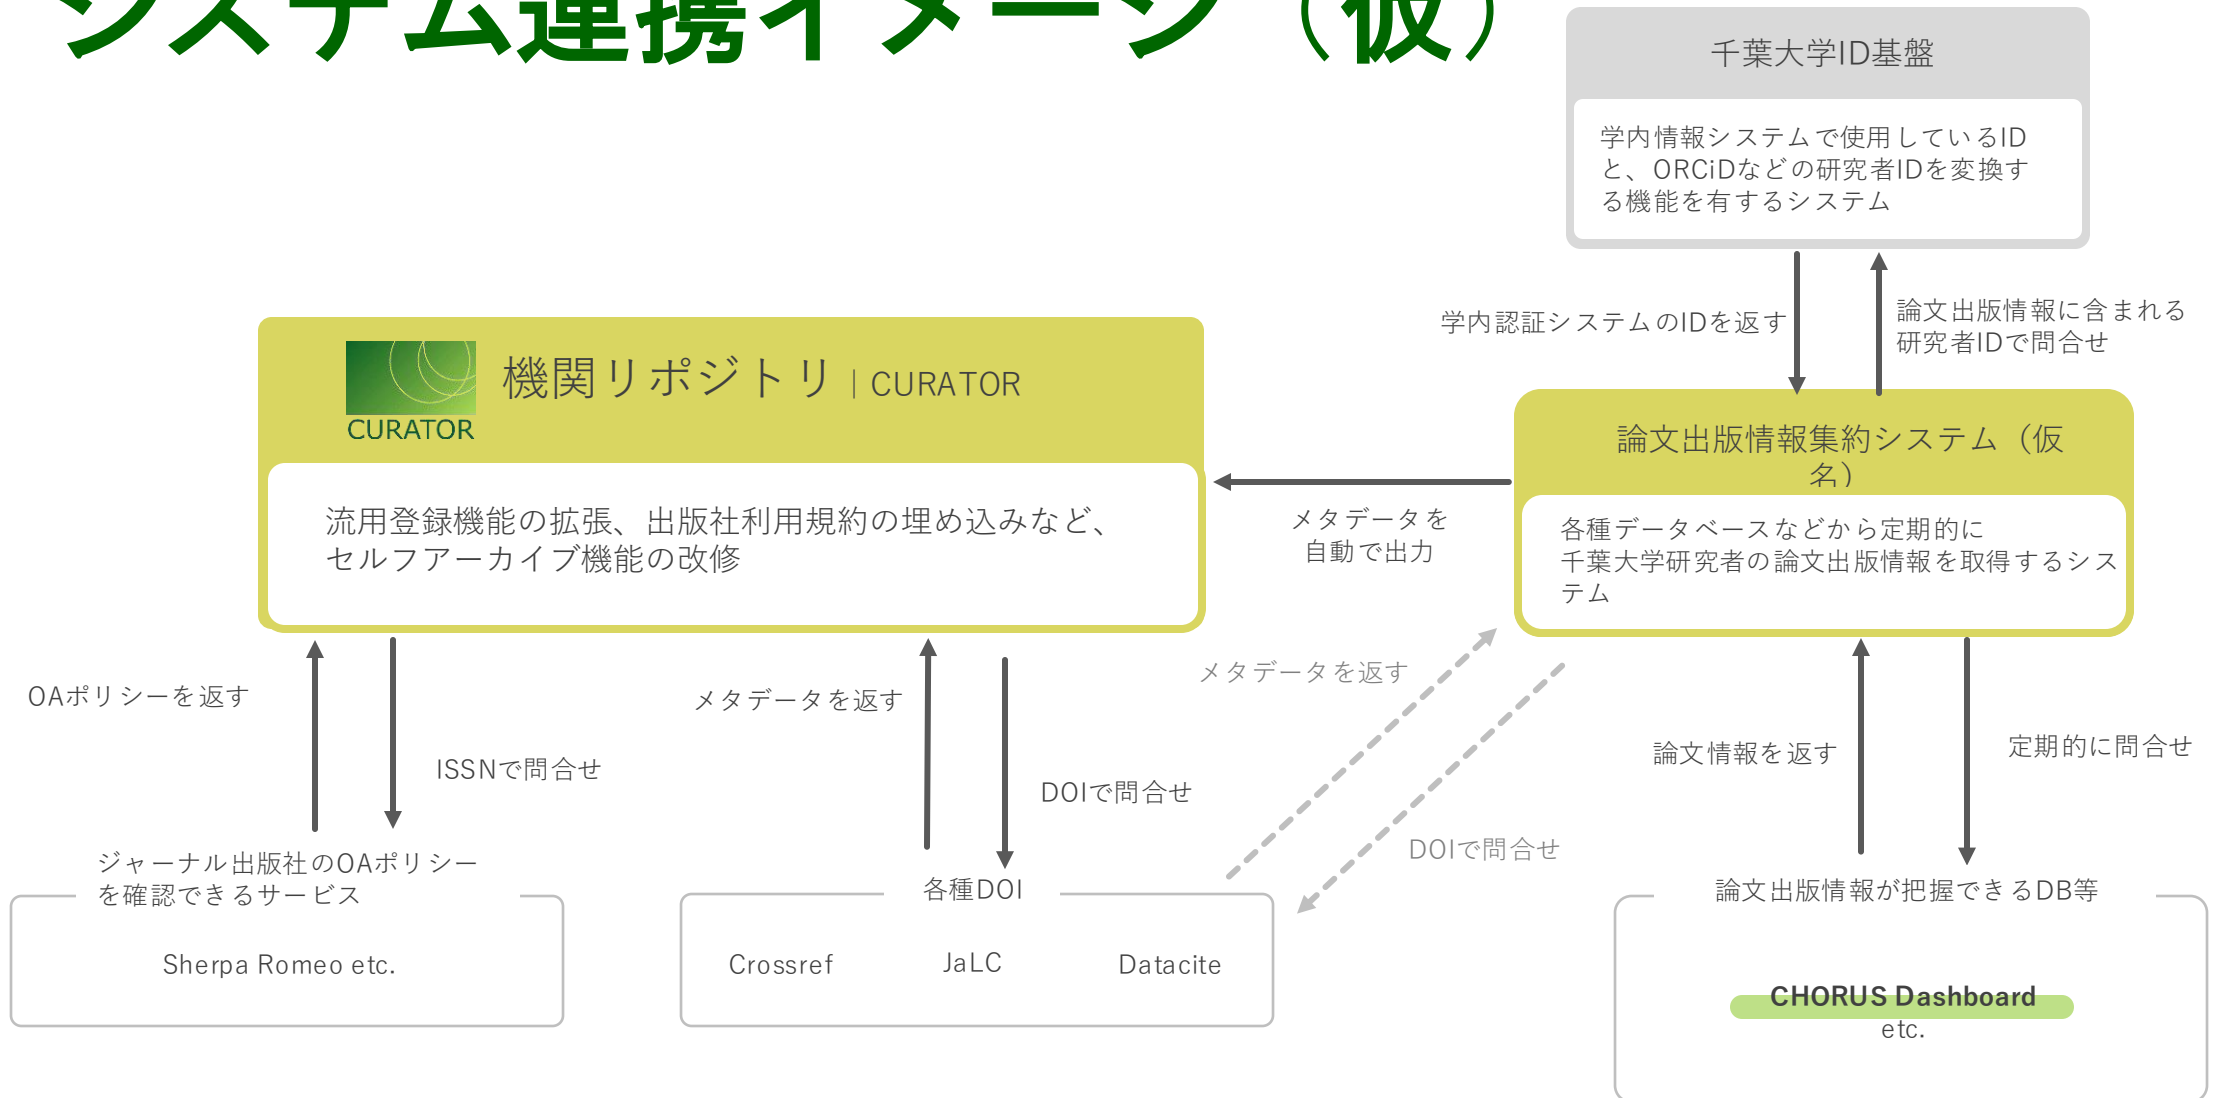 システム連携イメージ（仮）
千葉大学ID基盤
学内情報システムで使用しているID
と、ORCiDなどの研究者IDを変換す
る機能を有するシステム
学内認証システムのIDを返す
論文出版情報に含まれる
研究者IDで問合せ
CURATOR
機関リポジトリ | CURATOR
流用登録機能の拡張、出版社利用規約の埋め込みなど、
セルフアーカイブ機能の改修
メタデータを
自動で出力
論文出版情報集約システム（仮
名）
各種データベースなどから定期的に
千葉大学研究者の論文出版情報を取得するシス
テム
OAポリシーを返す
ISSNで問合せ
メタデータを返す
DOIで問合せ
メタデータを返す
DOIで問合せ
論文情報を返す
定期的に問合せ
ジャーナル出版社のOAポリシー
を確認できるサービス
Sherpa Romeo etc.
各種DOI
Crossref
JaLC
Datacite
論文出版情報が把握できるDB等
CHORUS Dashboard
etc.